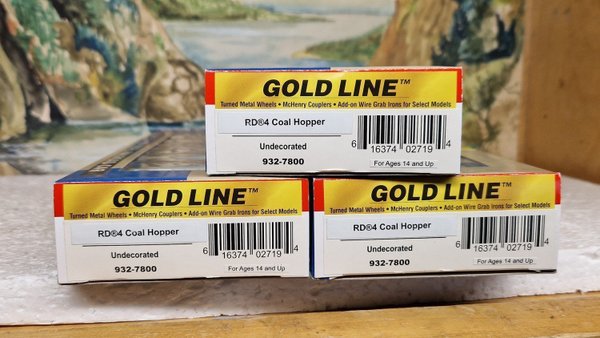 GOLD LINE™
Turned Metal Wheels • McHenry Couplers • Add-on Wire Grab Irons for Select Models
RD®4 Coal Hopper
Undecorated
932-7800
6 16374 02719 4
For Ages 14 and Up
GOLD LINE™
Turned Metal Wheels • McHenry Couplers • Add-on Wire Grab Irons for Select Models
RD®4 Coal Hopper
Undecorated
932-7800
6 16374 02719 4
For Ages 14 and Up
GOLD LINE™
Turned Metal Wheels • McHenry Couplers • Add-on Wire Grab Irons for Select Models
RD®4 Coal Hopper
Undecorated
932-7800
6 16374 02719 4
For Ages 14 and Up